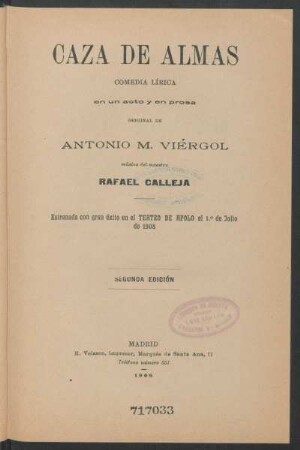 CAZA DE ALMAS
COMEDIA LÍRICA
en un acto y en prosa
ORIGINAL DE
ANTONIO M. VIÉRGOL
música del maestro
RAFAEL CALLEJA
Estrenada con gran éxito en el TEATRO DE APOLO el 1.º de Julio
de 1908
SEGUNDA EDICIÓN
MADRID
R. Velasco, impresor, Marqués de Santa Ana, 11
Teléfono número 551
1908
717033